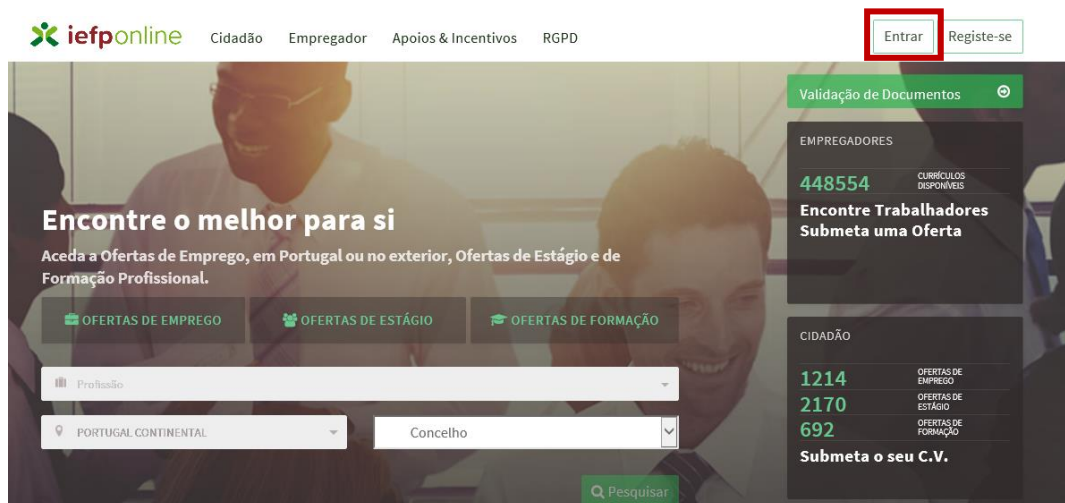 iefponline
Cidadão Empregador Apoios & Incentivos RGPD
Entrar Registe-se
Encontre o melhor para si
Aceda a Ofertas de Emprego, em Portugal ou no exterior, Ofertas de Estágio e de
Formação Profissional.
OFERTAS DE EMPREGO OFERTAS DE ESTÁGIO OFERTAS DE FORMAÇÃO
Profissão
PORTUGAL CONTINENTAL Concelho
Pesquisar
Validação de Documentos
EMPREGADORES
448554 CURRÍCULOS
DISPONÍVEIS
Encontre Trabalhadores
Submeta uma Oferta
CIDADÃO
1214 OFERTAS DE
EMPREGO
2170 OFERTAS DE
ESTÁGIO
692 OFERTAS DE
FORMAÇÃO
Submeta o seu C.V.